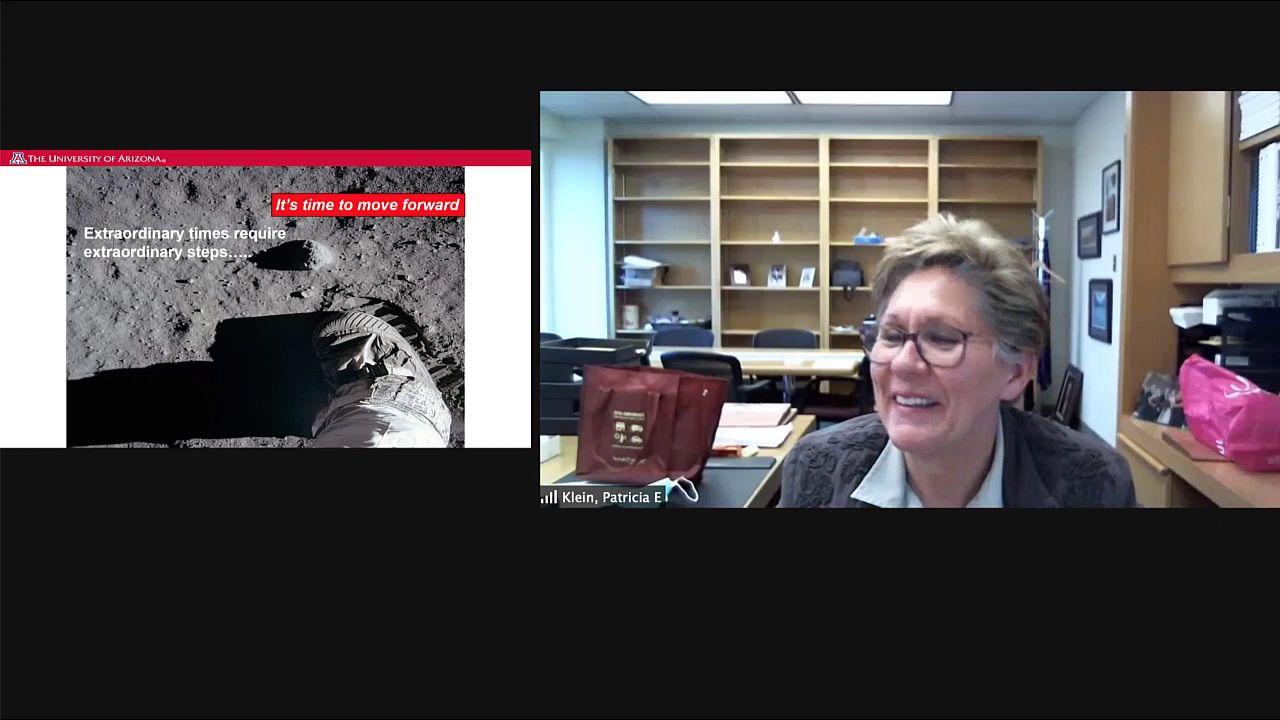 THE UNIVERSITY OF ARIZONA®
It's time to move forward
Extraordinary times require
extraordinary steps.....
Klein, Patricia E